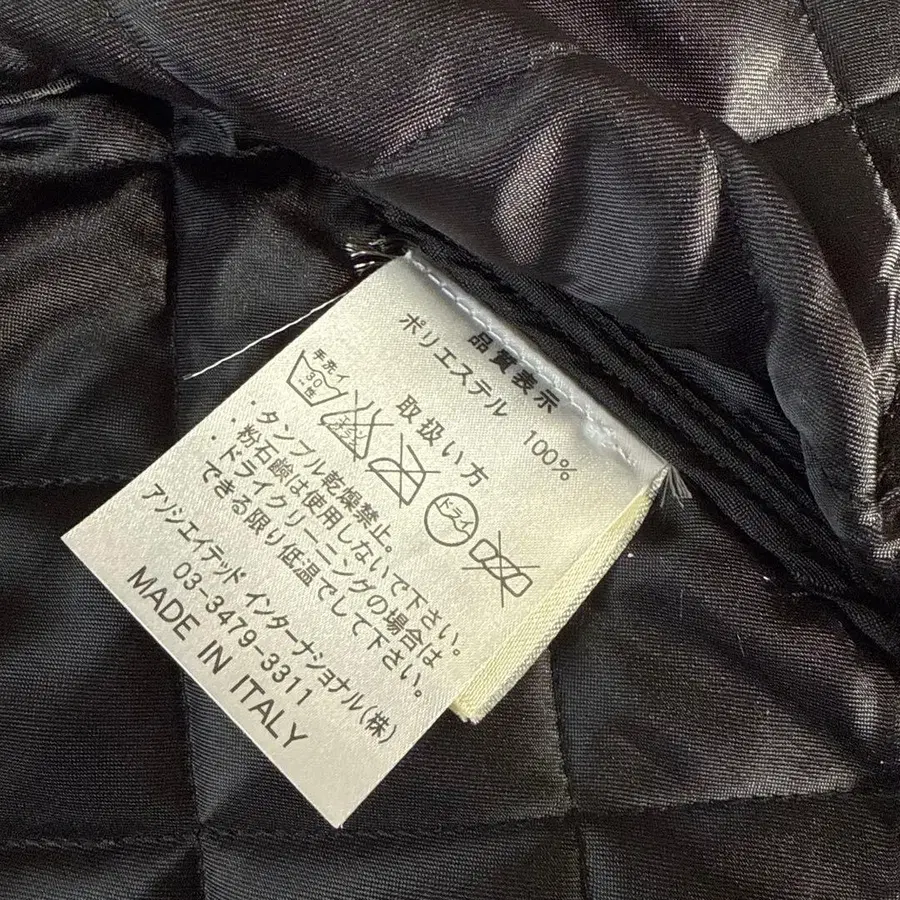 品質表示
ポリエステル 100%
取扱い方
手洗イ
30
中性
エンソ
ドライ
・タンブル乾燥禁止。
・粉石鹸は使用しないで下さい。
・ドライクリーニングの場合は
できる限り低温でして下さい。
アソシエイテッド インターナショナル(株)
03-3479-3311
MADE IN ITALY